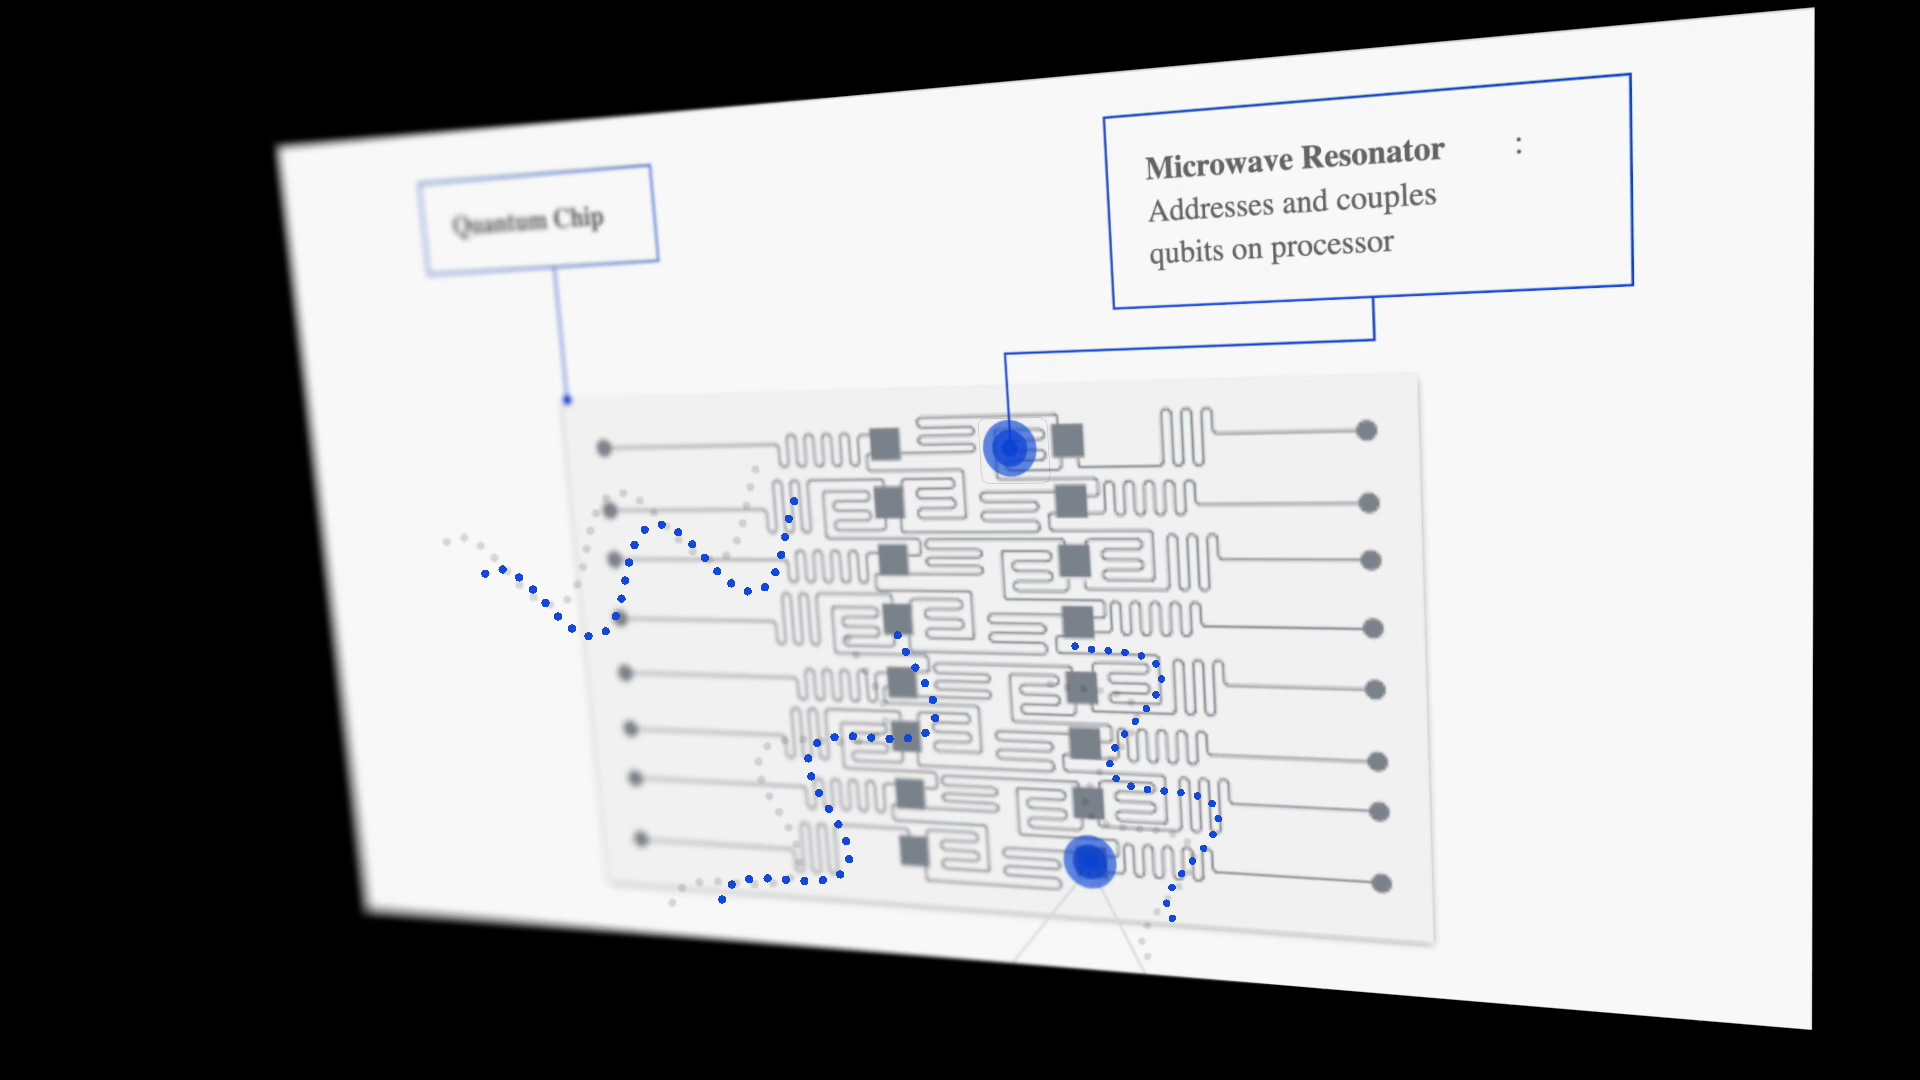 Quantum Chip
Microwave Resonator :
Addresses and couples
qubits on processor